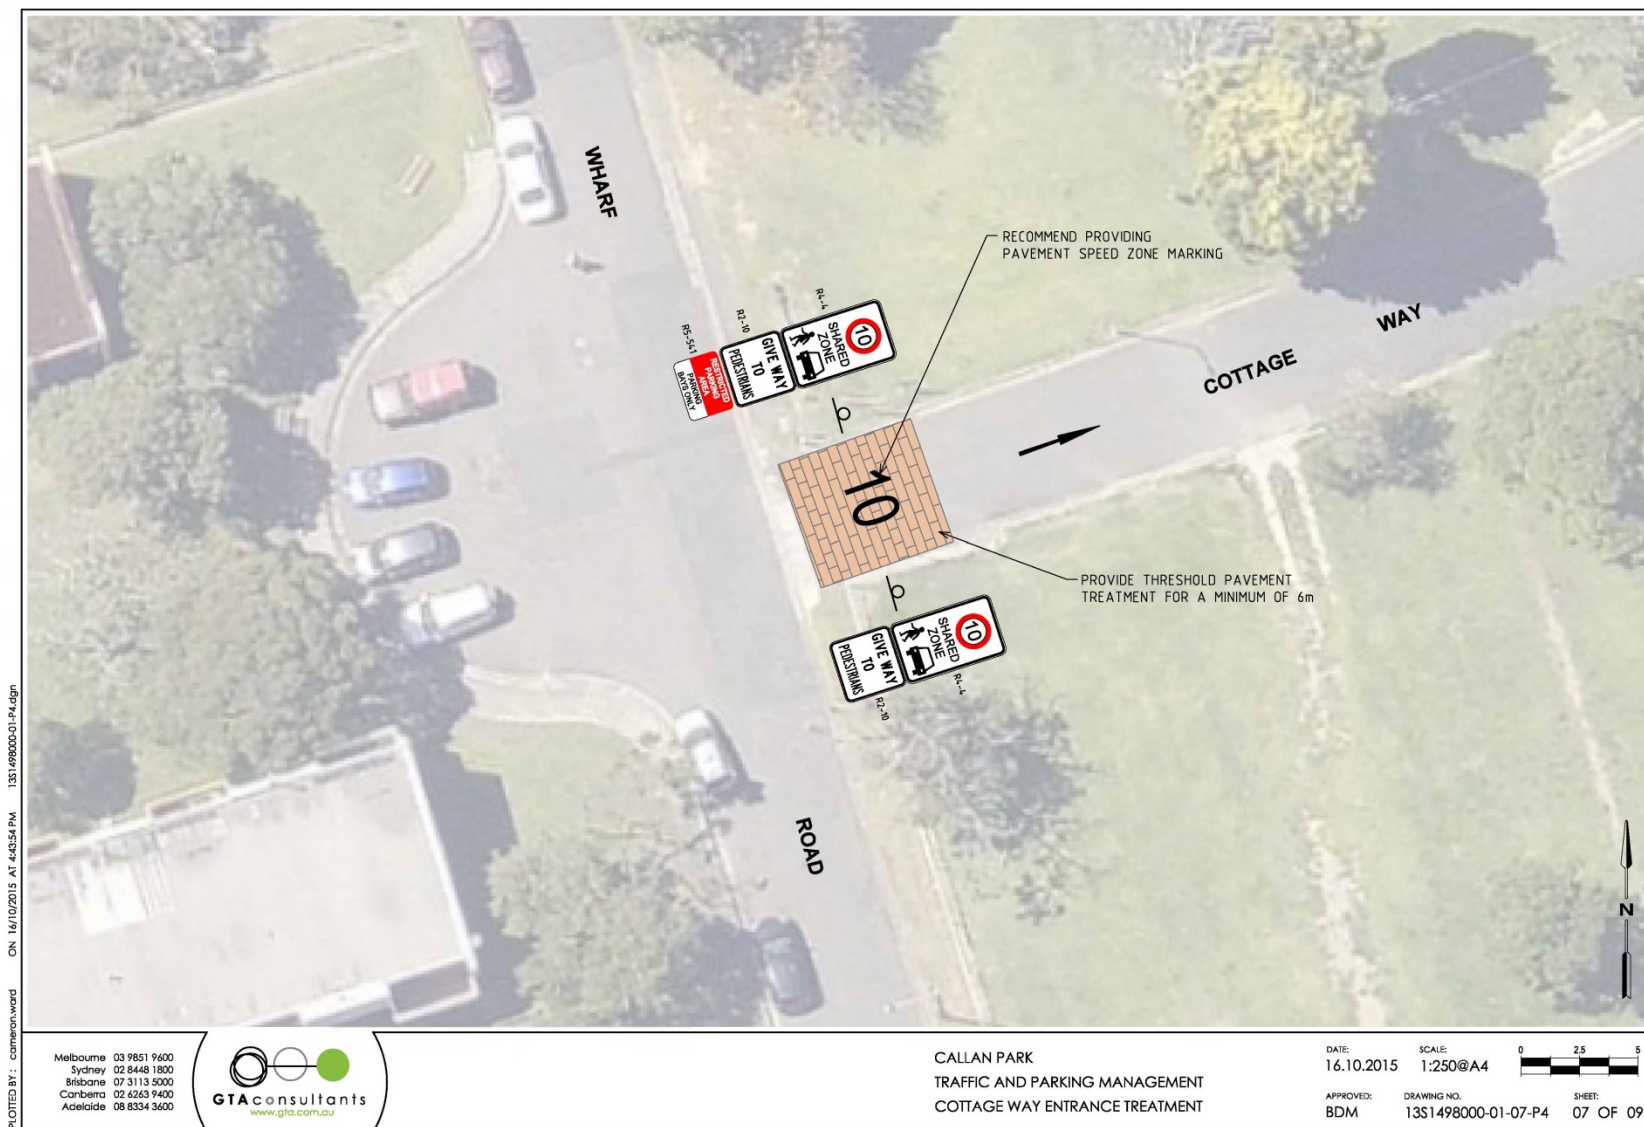 WHARF
RECOMMEND PROVIDING
PAVEMENT SPEED ZONE MARKING
R4-4
R2-10
R5-541
10
SHARED
ZONE
GIVE WAY
TO
PEDESTRIANS
RESTRICTED
PARKING
AREA
PARKING
BAYS ONLY
COTTAGE WAY
10
PROVIDE THRESHOLD PAVEMENT
TREATMENT FOR A MINIMUM OF 6m
10
SHARED
ZONE
GIVE WAY
TO
PEDESTRIANS
R4-4
R2-10
ROAD
N
PLOTTED BY : cameron.ward ON 16/10/2015 AT 4:43:54 PM 13S1498000-01-P4.dgn
Melbourne 03 9851 9600
Sydney 02 8448 1800
Brisbane 07 3113 5000
Canberra 02 6263 9400
Adelaide 08 8334 3600
GTAconsultants
www.gta.com.au
CALLAN PARK
TRAFFIC AND PARKING MANAGEMENT
COTTAGE WAY ENTRANCE TREATMENT
DATE: SCALE:
16.10.2015 1:250@A4
0 2.5 5
APPROVED: DRAWING NO. SHEET:
BDM 13S1498000-01-07-P4 07 OF 09